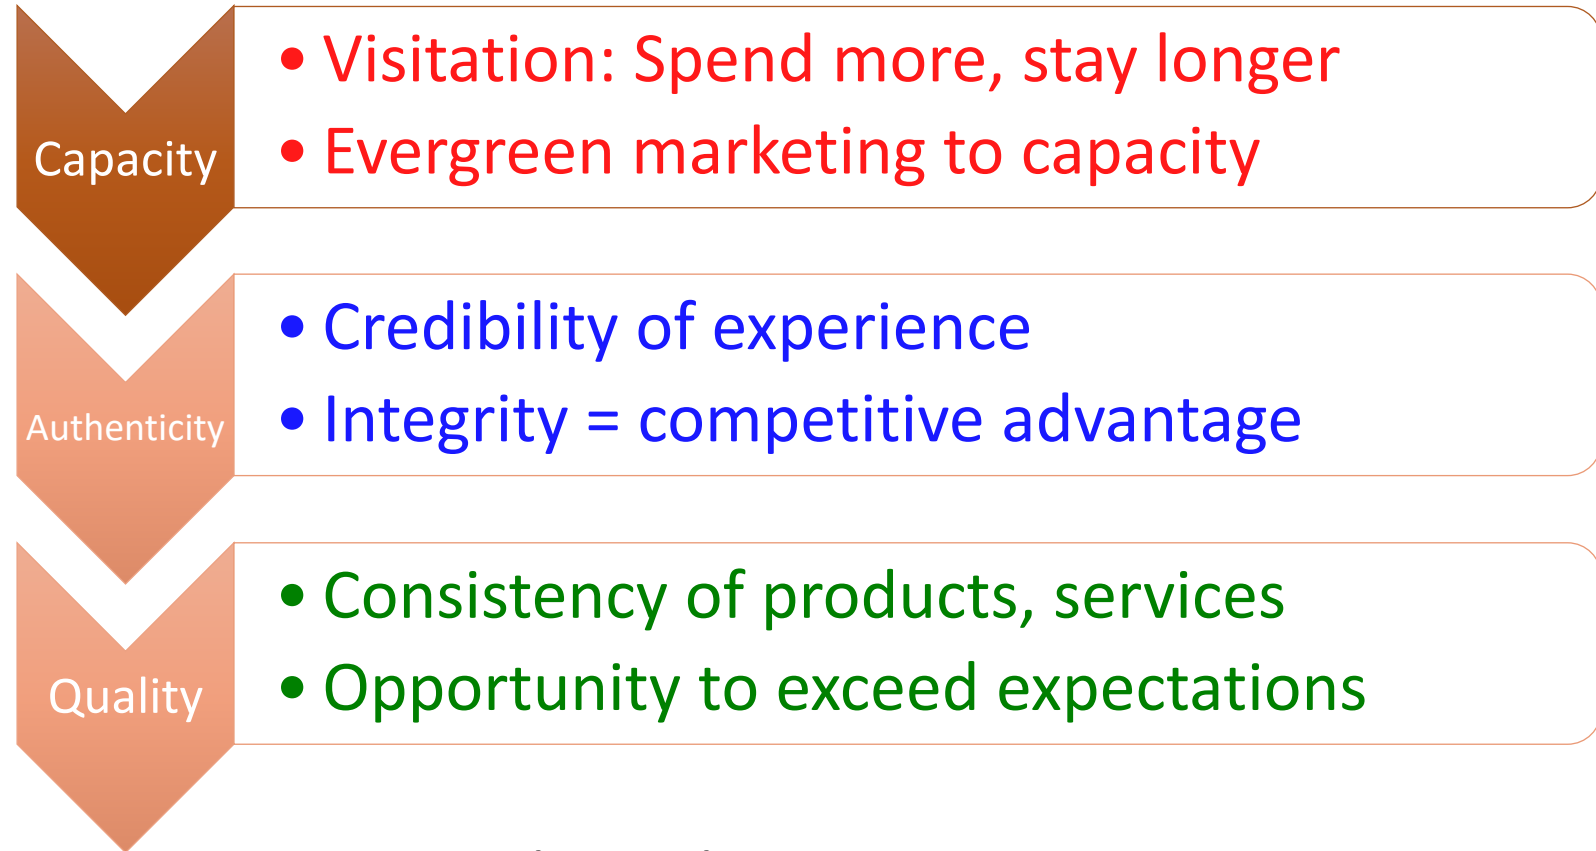 Capacity
• Visitation: Spend more, stay longer
• Evergreen marketing to capacity
Authenticity
• Credibility of experience
• Integrity = competitive advantage
Quality
• Consistency of products, services
• Opportunity to exceed expectations